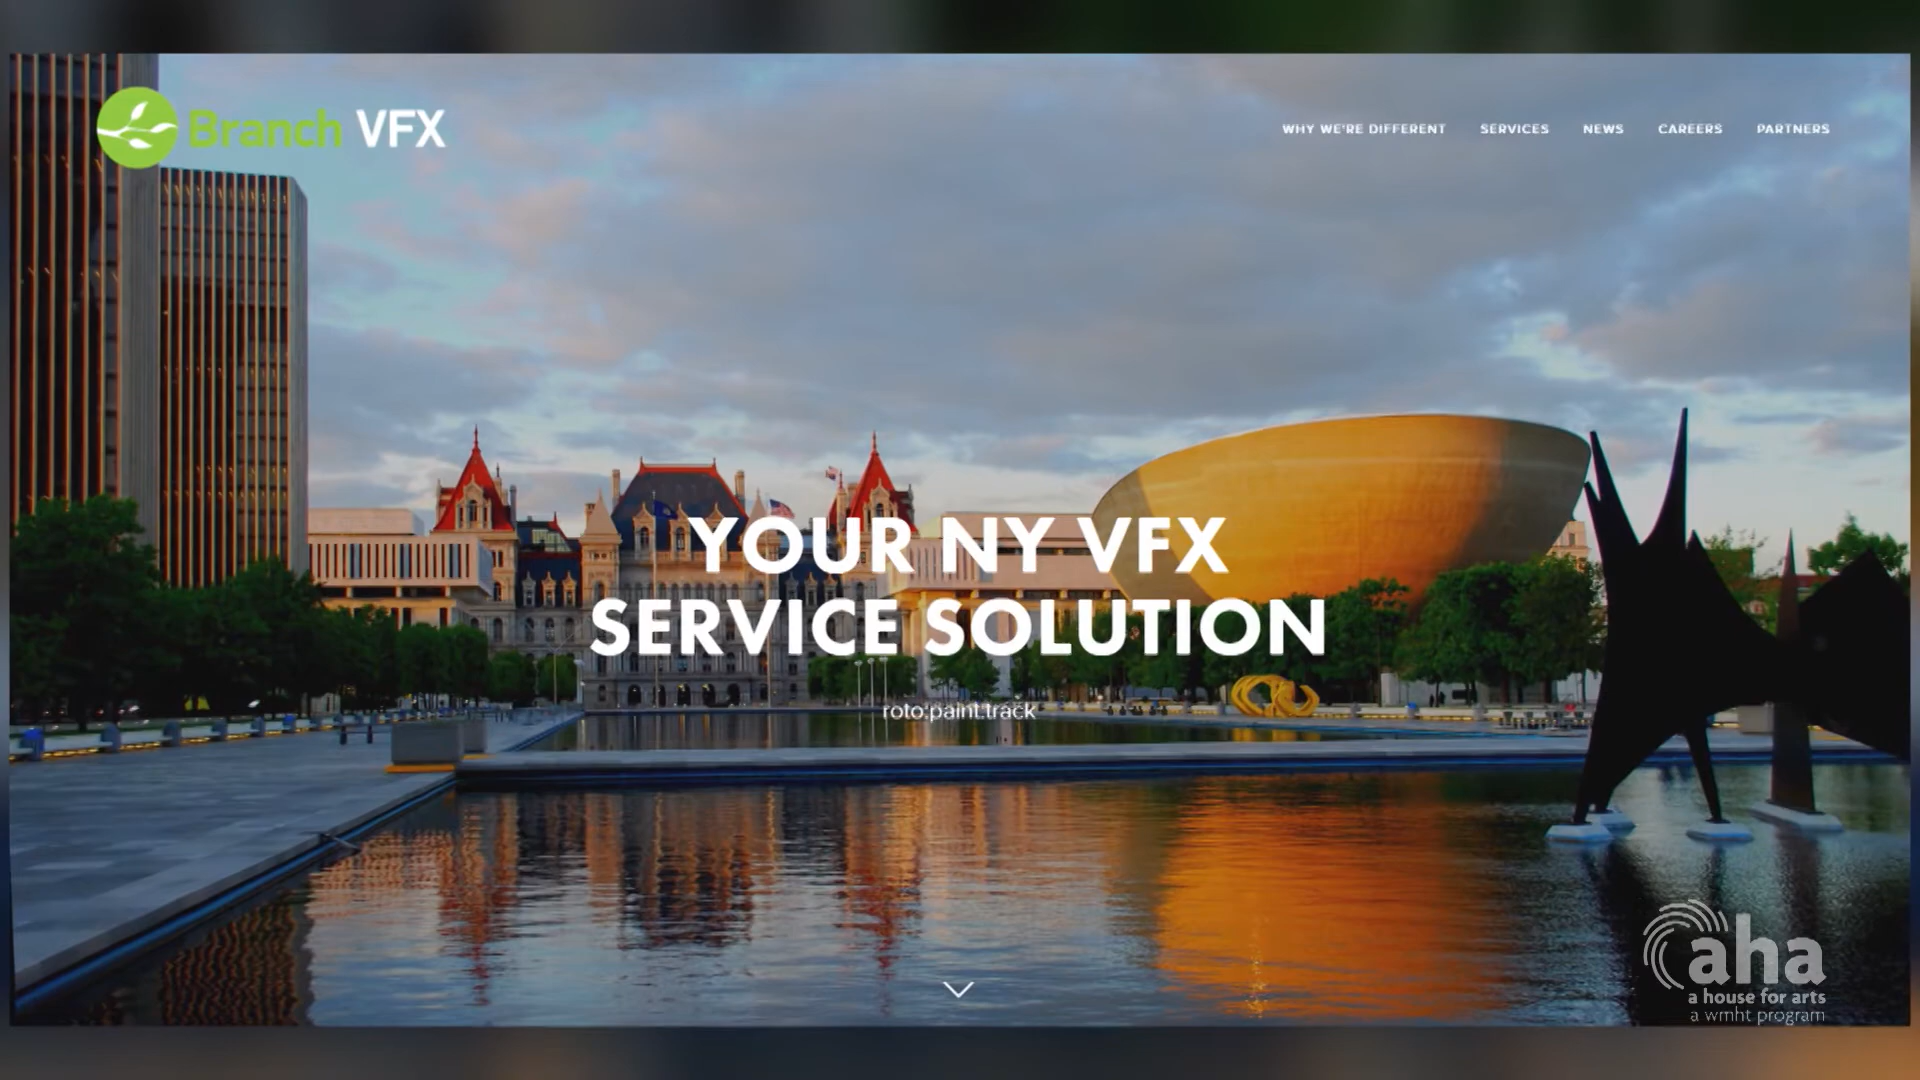 Branch VFX
WHY WE'RE DIFFERENT SERVICES NEWS CAREERS PARTNERS
YOUR NY VFX
SERVICE SOLUTION
roto:paint:track
aha
a house for arts
a wmht program